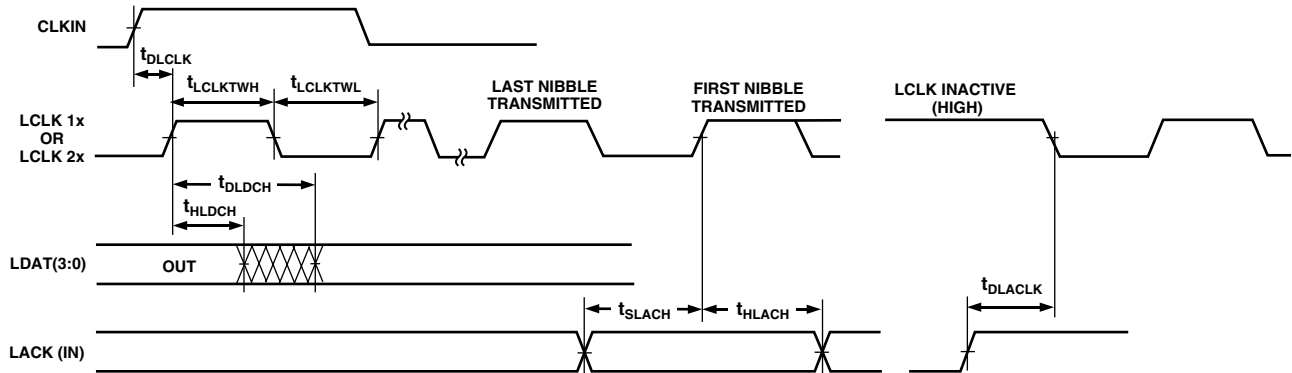 CLKIN
tDLCLK
tLCLKTWH
tLCLKTWL
LAST NIBBLE
TRANSMITTED
FIRST NIBBLE
TRANSMITTED
LCLK INACTIVE
(HIGH)
LCLK 1x
OR
LCLK 2x
tDLDCH
tHLDCH
LDAT(3:0)
OUT
tSLACH
tHLACH
tDLACLK
LACK (IN)